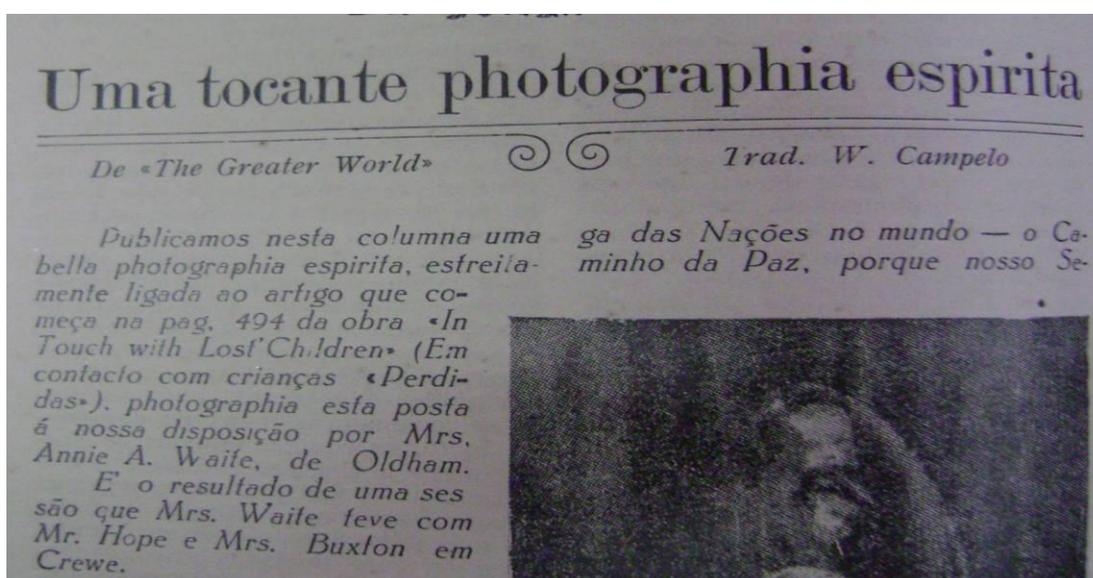 Uma tocante photographia espirita
De «The Greater World»
Trad. W. Campelo
Publicamos nesta columna uma
bella photographia espirita, estreita-
mente ligada ao artigo que co-
meça na pag. 494 da obra «In
Touch with Lost Children» (Em
contacto com crianças «Perdi-
das»). photographia esta posta
á nossa disposição por Mrs.
Annie A. Waite, de Oldham.
E' o resultado de uma ses
são que Mrs. Waite teve com
Mr. Hope e Mrs. Buxton em
Crewe.
ga das Nações no mundo — o Ca-
minho da Paz, porque nosso Se-